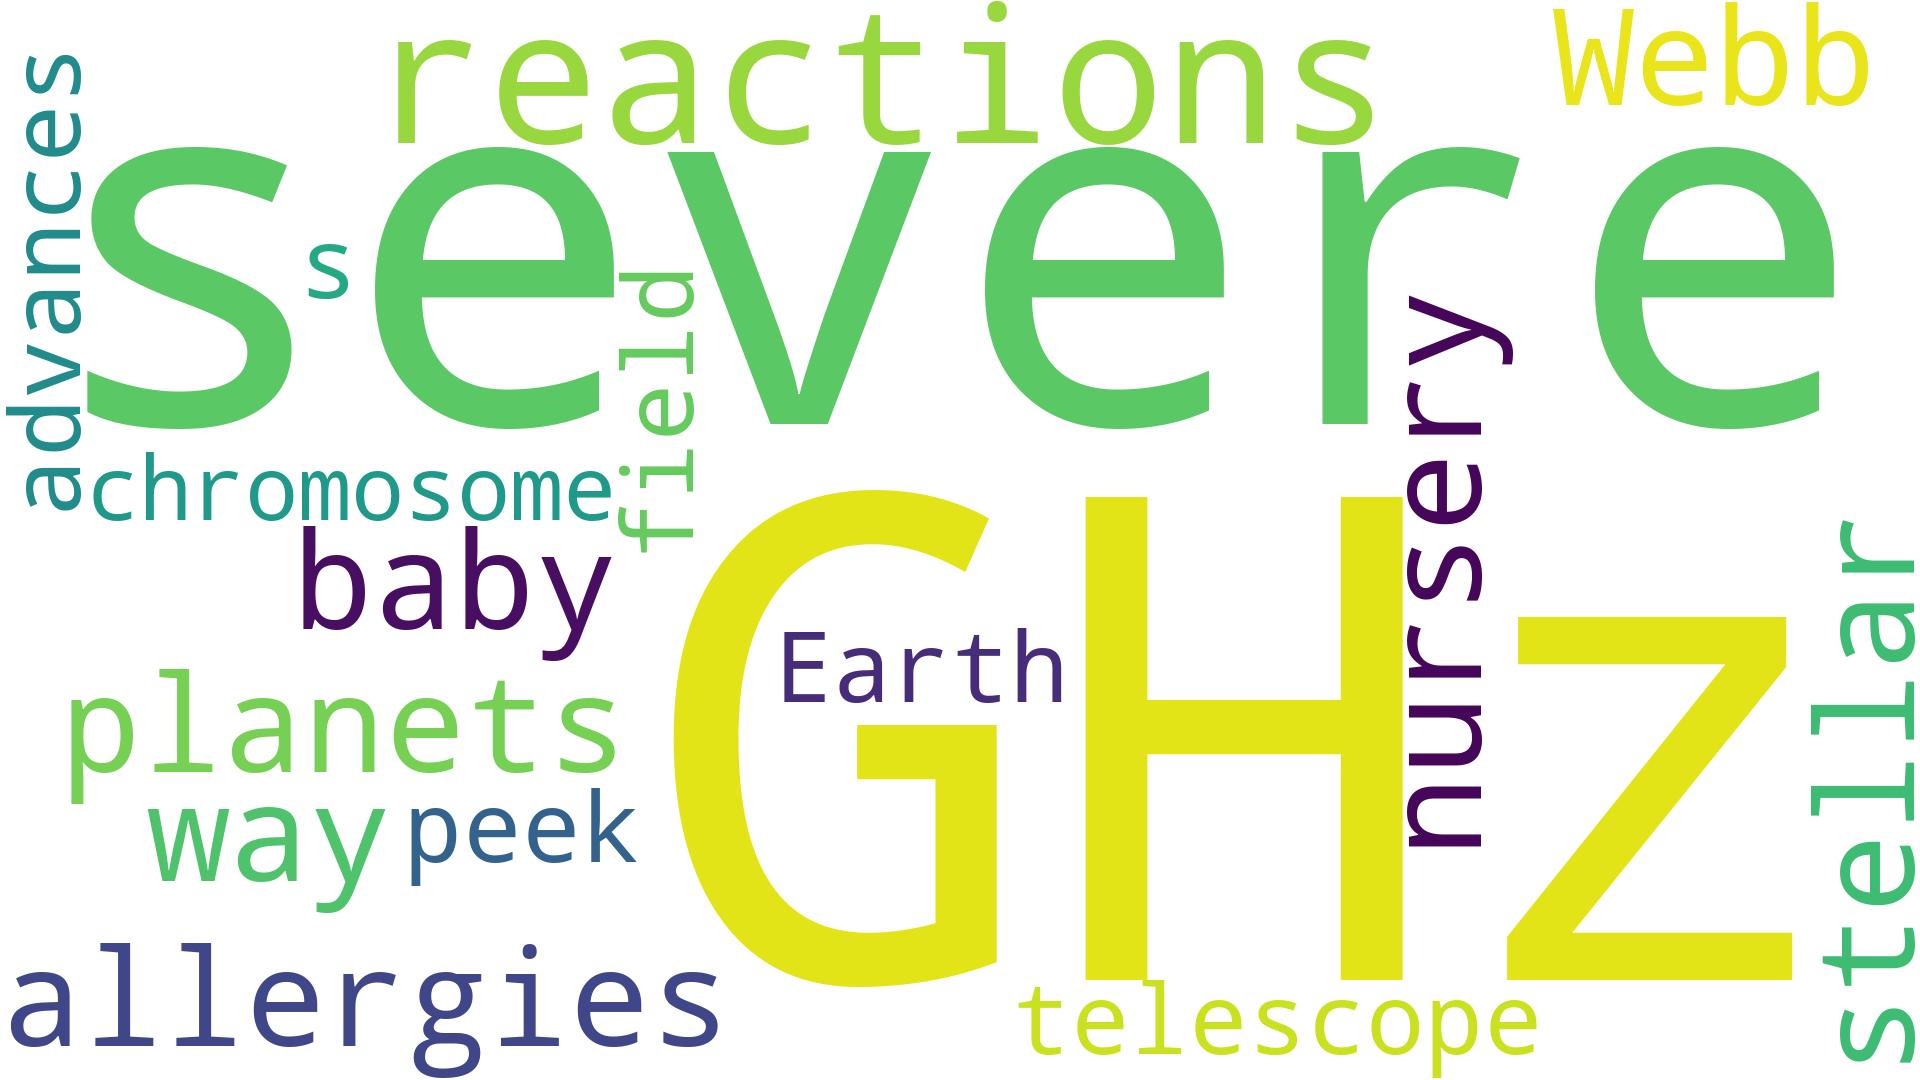 reactions
Webb
advances
severe
s
field
nursery
chromosome
baby
GHz
Earth
stellar
planets
way
peek
allergies
telescope